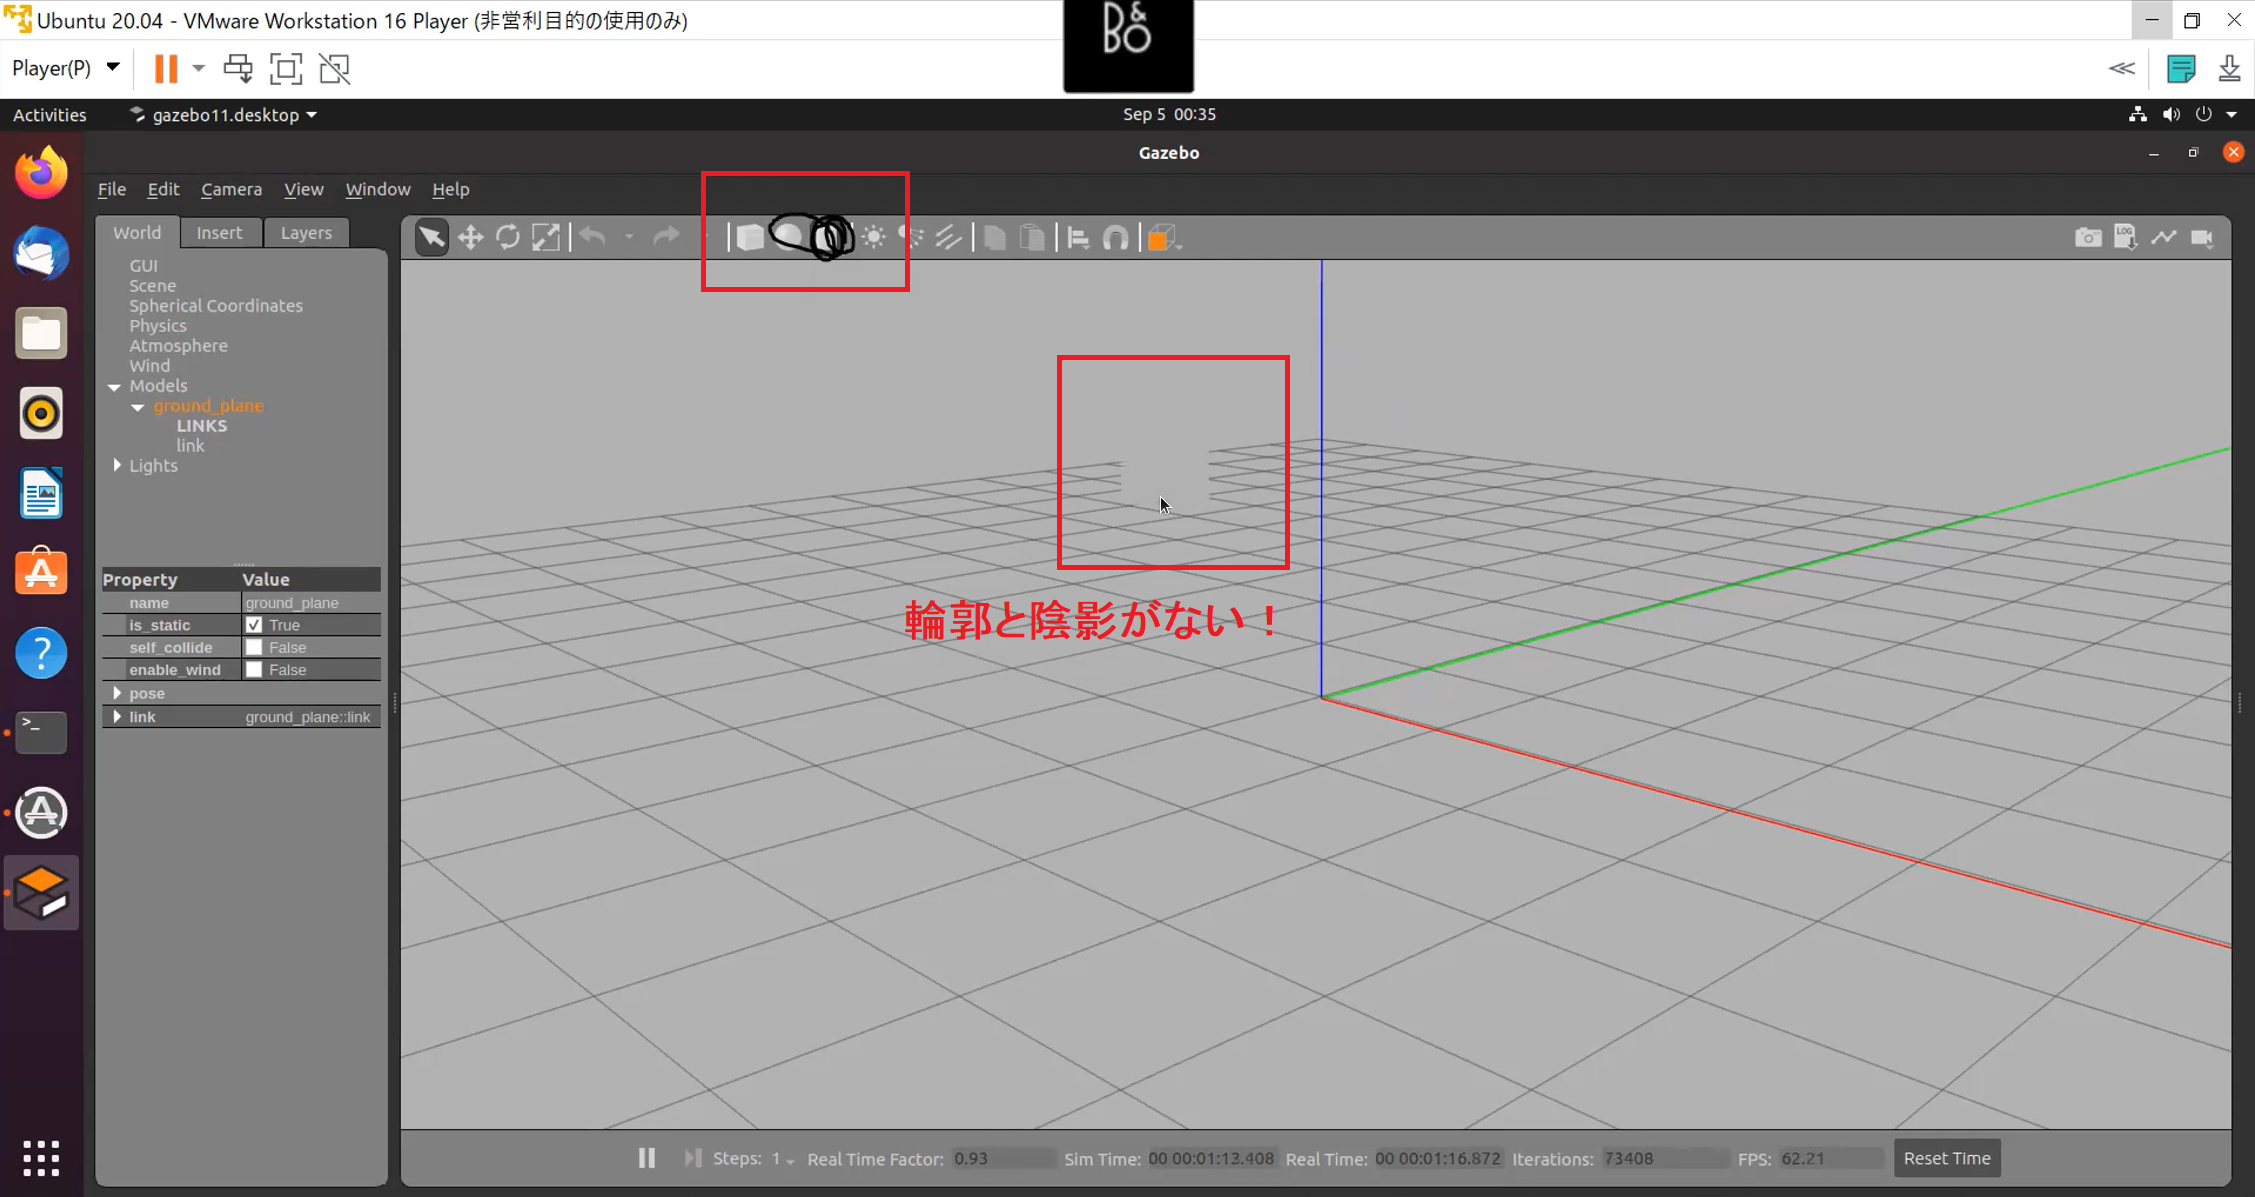 Ubuntu 20.04 - VMware Workstation 16 Player (非営利目的の使用のみ)
B&O
Player(P)
Activities
gazebo11.desktop
Sep 5 00:35
Gazebo
File Edit Camera View Window Help
World Insert Layers
LOG
GUI
Scene
Spherical Coordinates
Physics
Atmosphere
Wind
Models
ground_plane
LINKS
link
Lights
Property Value
name ground_plane
is_static True
self_collide False
enable_wind False
pose
link ground_plane::link
輪郭と陰影がない！
Steps: 1 Real Time Factor: 0.93 Sim Time: 00 00:01:13.408 Real Time: 00 00:01:16.872 Iterations: 73408 FPS: 62.21 Reset Time